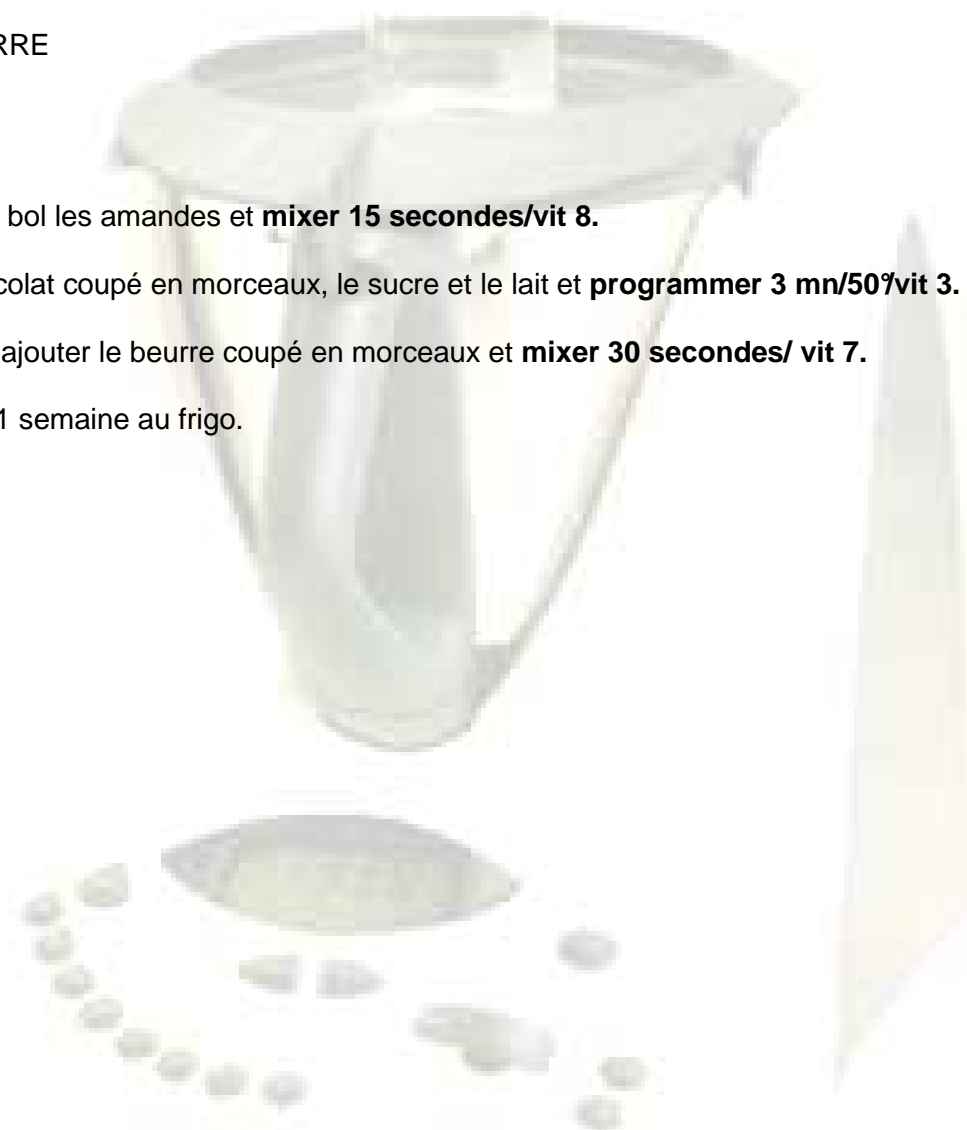 RRE
bol les amandes et mixer 15 secondes/vit 8.
colat coupé en morceaux, le sucre et le lait et programmer 3 mn/50°/vit 3.
ajouter le beurre coupé en morceaux et mixer 30 secondes/ vit 7.
1 semaine au frigo.